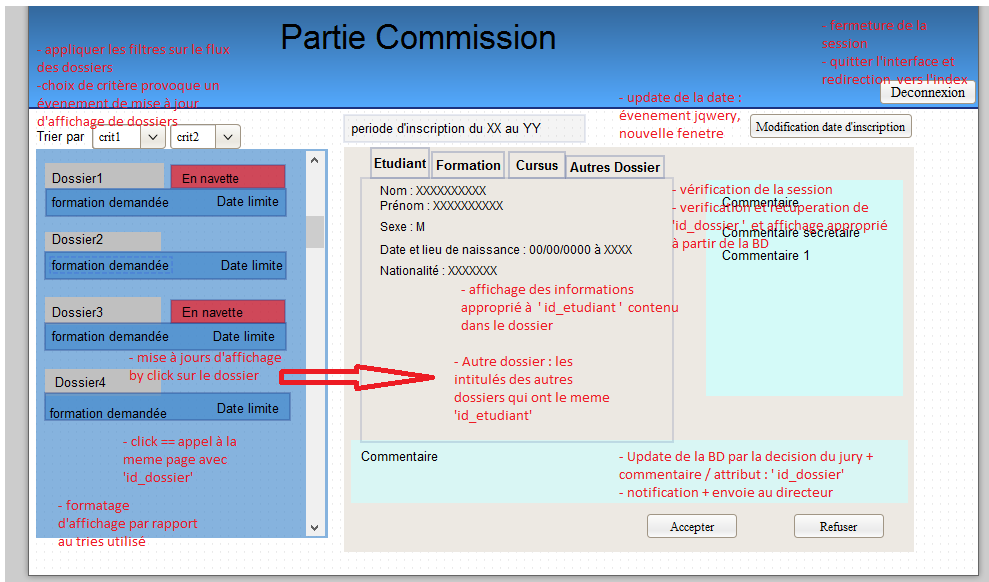 Partie Commission
- appliquer les filtres sur le flux
des dossiers
-choix de critère provoque un
évenement de mise à jour
d'affichage de dossiers
- fermeture de la
session
- quitter l'interface et
redirection vers l'index
Deconnexion
- update de la date :
évenement jqwery,
nouvelle fenetre
Trier par
crit1
crit2
periode d'inscription du XX au YY
Modification date d'inscription
Dossier1
En navette
formation demandée
Date limite
Dossier2
formation demandée
Date limite
Dossier3
En navette
formation demandée
Date limite
- mise à jours d'affichage
by click sur le dossier
Dossier4
formation demandée
Date limite
- click == appel à la
meme page avec
'id_dossier'
- formatage
d'affichage par rapport
au tries utilisé
Etudiant
Formation
Cursus
Autres Dossier
Nom : XXXXXXXXXX
Prénom : XXXXXXXXXX
Sexe : M
Date et lieu de naissance : 00/00/0000 à XXXX
Nationalité : XXXXXXX
- affichage des informations
approprié à ' id_etudiant ' contenu
dans le dossier
- Autre dossier : les
intitulés des autres
dossiers qui ont le meme
'id_etudiant'
- vérification de la session
- verification et récuperation de
'id_dossier ' et affichage approprié
à partir de la BD
Commentaire
Commentaire secrétaire
Commentaire 1
Commentaire
- Update de la BD par la decision du jury +
commentaire / attribut : ' id_dossier'
- notification + envoie au directeur
Accepter
Refuser